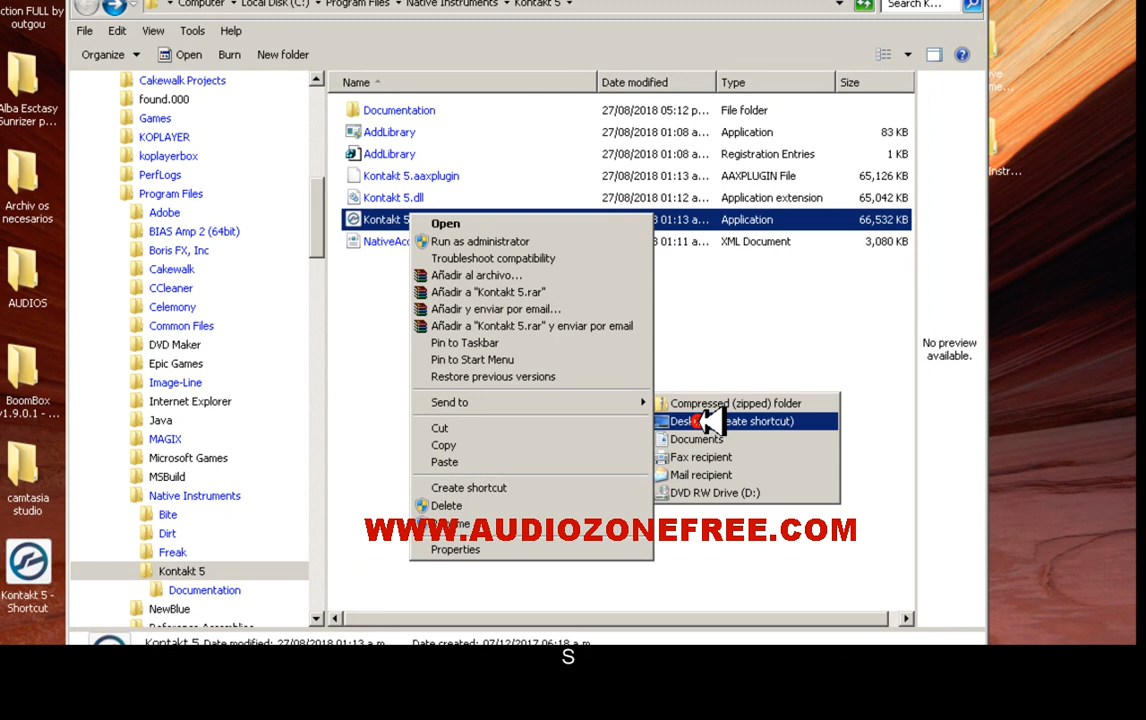 ction FULL by
outgou
Computer
Local Disk (C:)
Program Files
Native Instruments
Kontakt 5
Search K...
File
Edit
View
Tools
Help
Organize
Open
Burn
New folder
Alba Esctasy
Sunrizer p...
Archiv os
necesarios
AUDIOS
BoomBox
v1.9.0.1 - ...
camtasia
studio
Kontakt 5 -
Shortcut
Cakewalk Projects
found.000
Games
KOPLAYER
koplayerbox
PerfLogs
Program Files
Adobe
BIAS Amp 2 (64bit)
Boris FX, Inc
Cakewalk
CCleaner
Celemony
Common Files
DVD Maker
Epic Games
Image-Line
Internet Explorer
Java
MAGIX
Microsoft Games
MSBuild
Native Instruments
Bite
Dirt
Freak
Kontakt 5
Documentation
NewBlue
Name
Date modified
Type
Size
Documentation 27/08/2018 05:12 p... File folder
AddLibrary 27/08/2018 01:08 a... Application 83 KB
AddLibrary 27/08/2018 01:08 a... Registration Entries 1 KB
Kontakt 5.aaxplugin 27/08/2018 01:13 a... AAXPLUGIN File 65,126 KB
Kontakt 5.dll 27/08/2018 01:12 a... Application extension 65,042 KB
Kontakt 5 8 01:13 a... Application 66,532 KB
NativeAcc 8 01:11 a... XML Document 3,080 KB
Open
Run as administrator
Troubleshoot compatibility
Añadir al archivo...
Añadir a "Kontakt 5.rar"
Añadir y enviar por email...
Añadir a "Kontakt 5.rar" y enviar por email
Pin to Taskbar
Pin to Start Menu
Restore previous versions
Send to
Cut
Copy
Paste
Create shortcut
Delete
Properties
Compressed (zipped) folder
Desk eate shortcut)
Documents
Fax recipient
Mail recipient
DVD RW Drive (D:)
No preview
available.
nstr...
WWW.AUDIOZONEFREE.COM
Kontakt 5 Date modified: 27/08/2018 01:13 a.m. Date created: 07/12/2017 06:18 a.m.
S